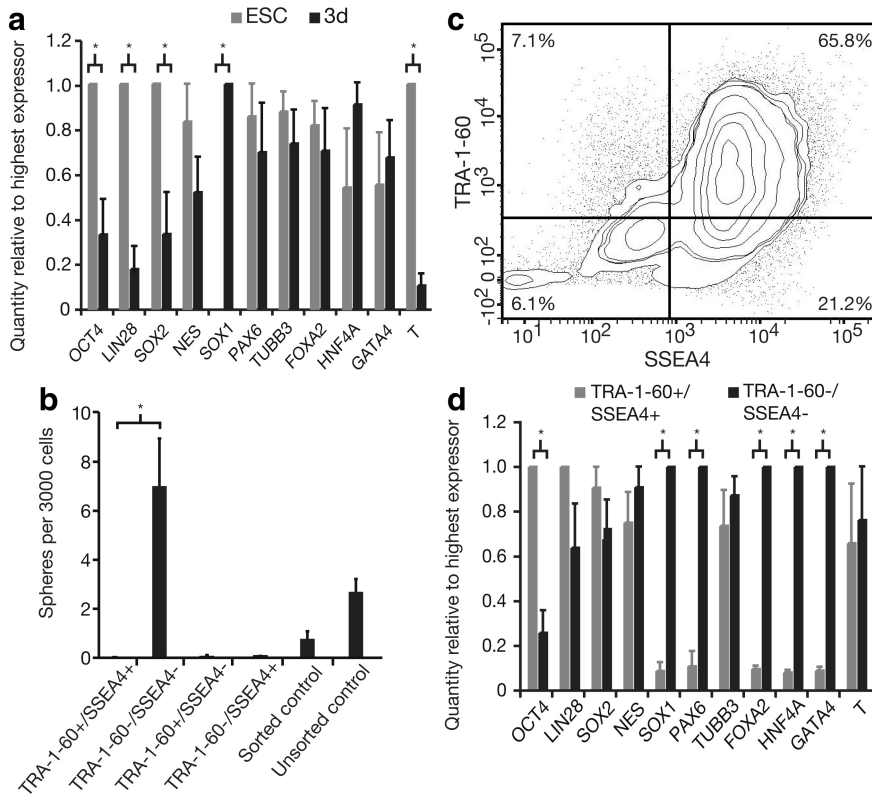 a
ESC 3d
Quantity relative to highest expressor
1.2
1.0
0.8
0.6
0.4
0.2
0
* * * * *
OCT4 LIN28 SOX2 NES SOX1 PAX6 TUBB3 FOXA2 HNF4A GATA4 T
c
7.1% 65.8%
6.1% 21.2%
TRA-1-60
10⁵
10⁴
10³
10²
0
-10²
10¹ 10² 10³ 10⁴ 10⁵
SSEA4
b
Spheres per 3000 cells
10
8
6
4
2
0
*
TRA-1-60+/SSEA4+
TRA-1-60-/SSEA4-
TRA-1-60+/SSEA4-
TRA-1-60-/SSEA4+
Sorted control
Unsorted control
d
TRA-1-60+/
SSEA4+
TRA-1-60-/
SSEA4-
Quantity relative to highest expressor
1.2
1.0
0.8
0.6
0.4
0.2
0
* * * * * *
OCT4 LIN28 SOX2 NES SOX1 PAX6 TUBB3 FOXA2 HNF4A GATA4 T